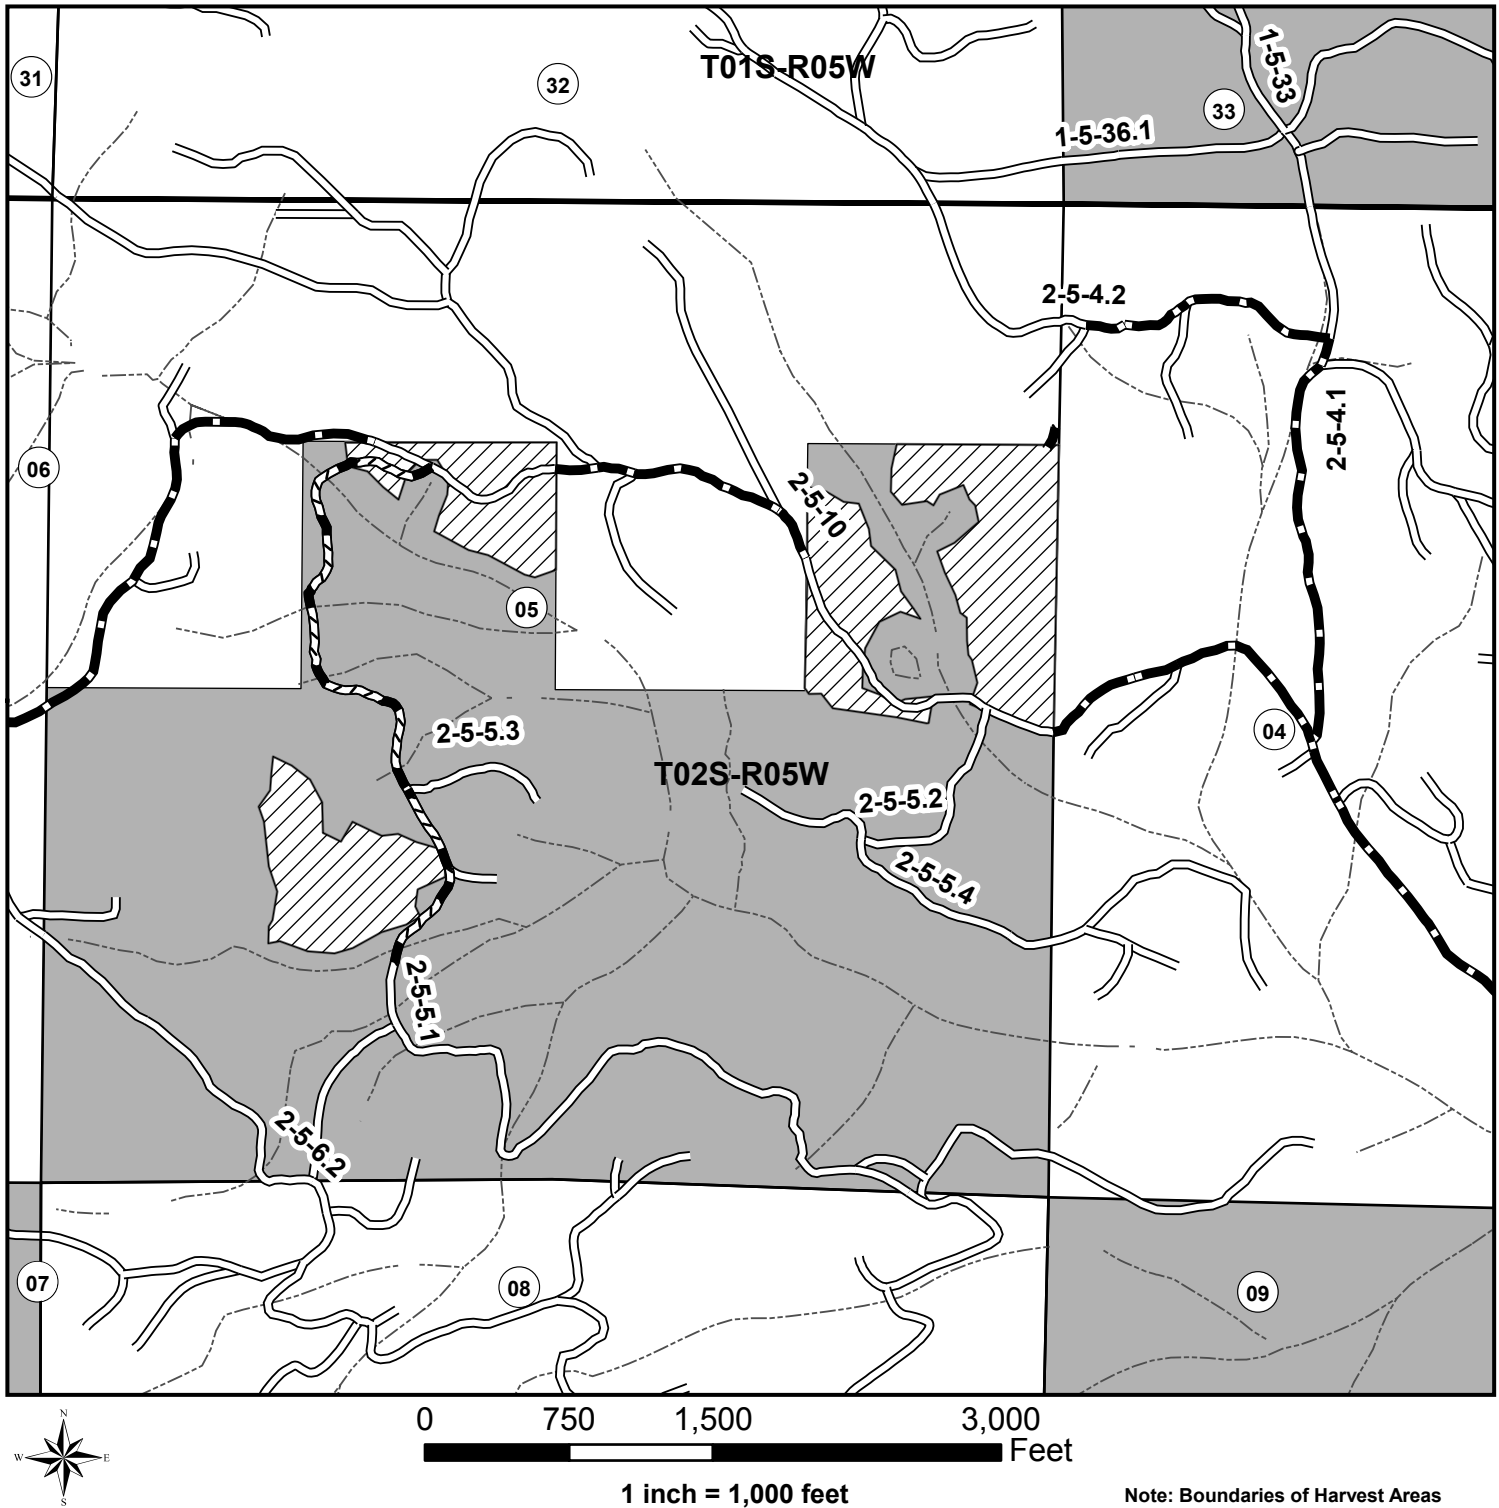 31
32
T01S-R05W
1-5-33
33
1-5-36.1
2-5-4.2
2-5-4.1
06
2-5-10
05
2-5-5.3
04
T02S-R05W
2-5-5.2
2-5-5.4
2-5-5.1
2-5-6.2
07
08
09
N
W E
S
0 750 1,500 3,000
Feet
1 inch = 1,000 feet
Note: Boundaries of Harvest Areas